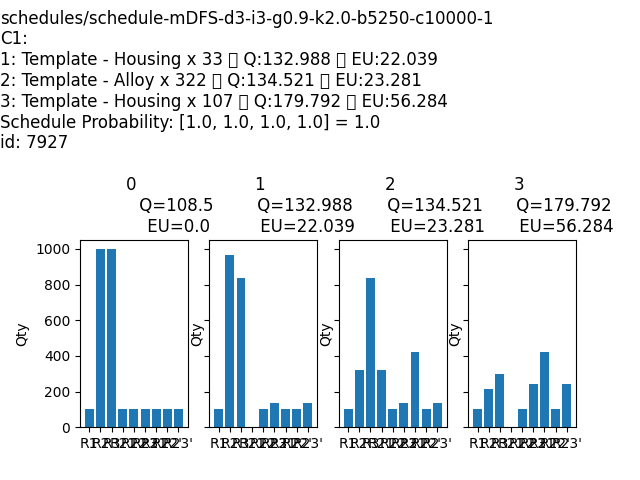 schedules/schedule-mDFS-d3-i3-g0.9-k2.0-b5250-c10000-1
C1:
1: Template - Housing x 33 ▯ Q:132.988 ▯ EU:22.039
2: Template - Alloy x 322 ▯ Q:134.521 ▯ EU:23.281
3: Template - Housing x 107 ▯ Q:179.792 ▯ EU:56.284
Schedule Probability: [1.0, 1.0, 1.0, 1.0] = 1.0
id: 7927
0 1 2 3
Q=108.5 Q=132.988 Q=134.521 Q=179.792
EU=0.0 EU=22.039 EU=23.281 EU=56.284
1000
800
600
400
200
0
Qty Qty Qty Qty